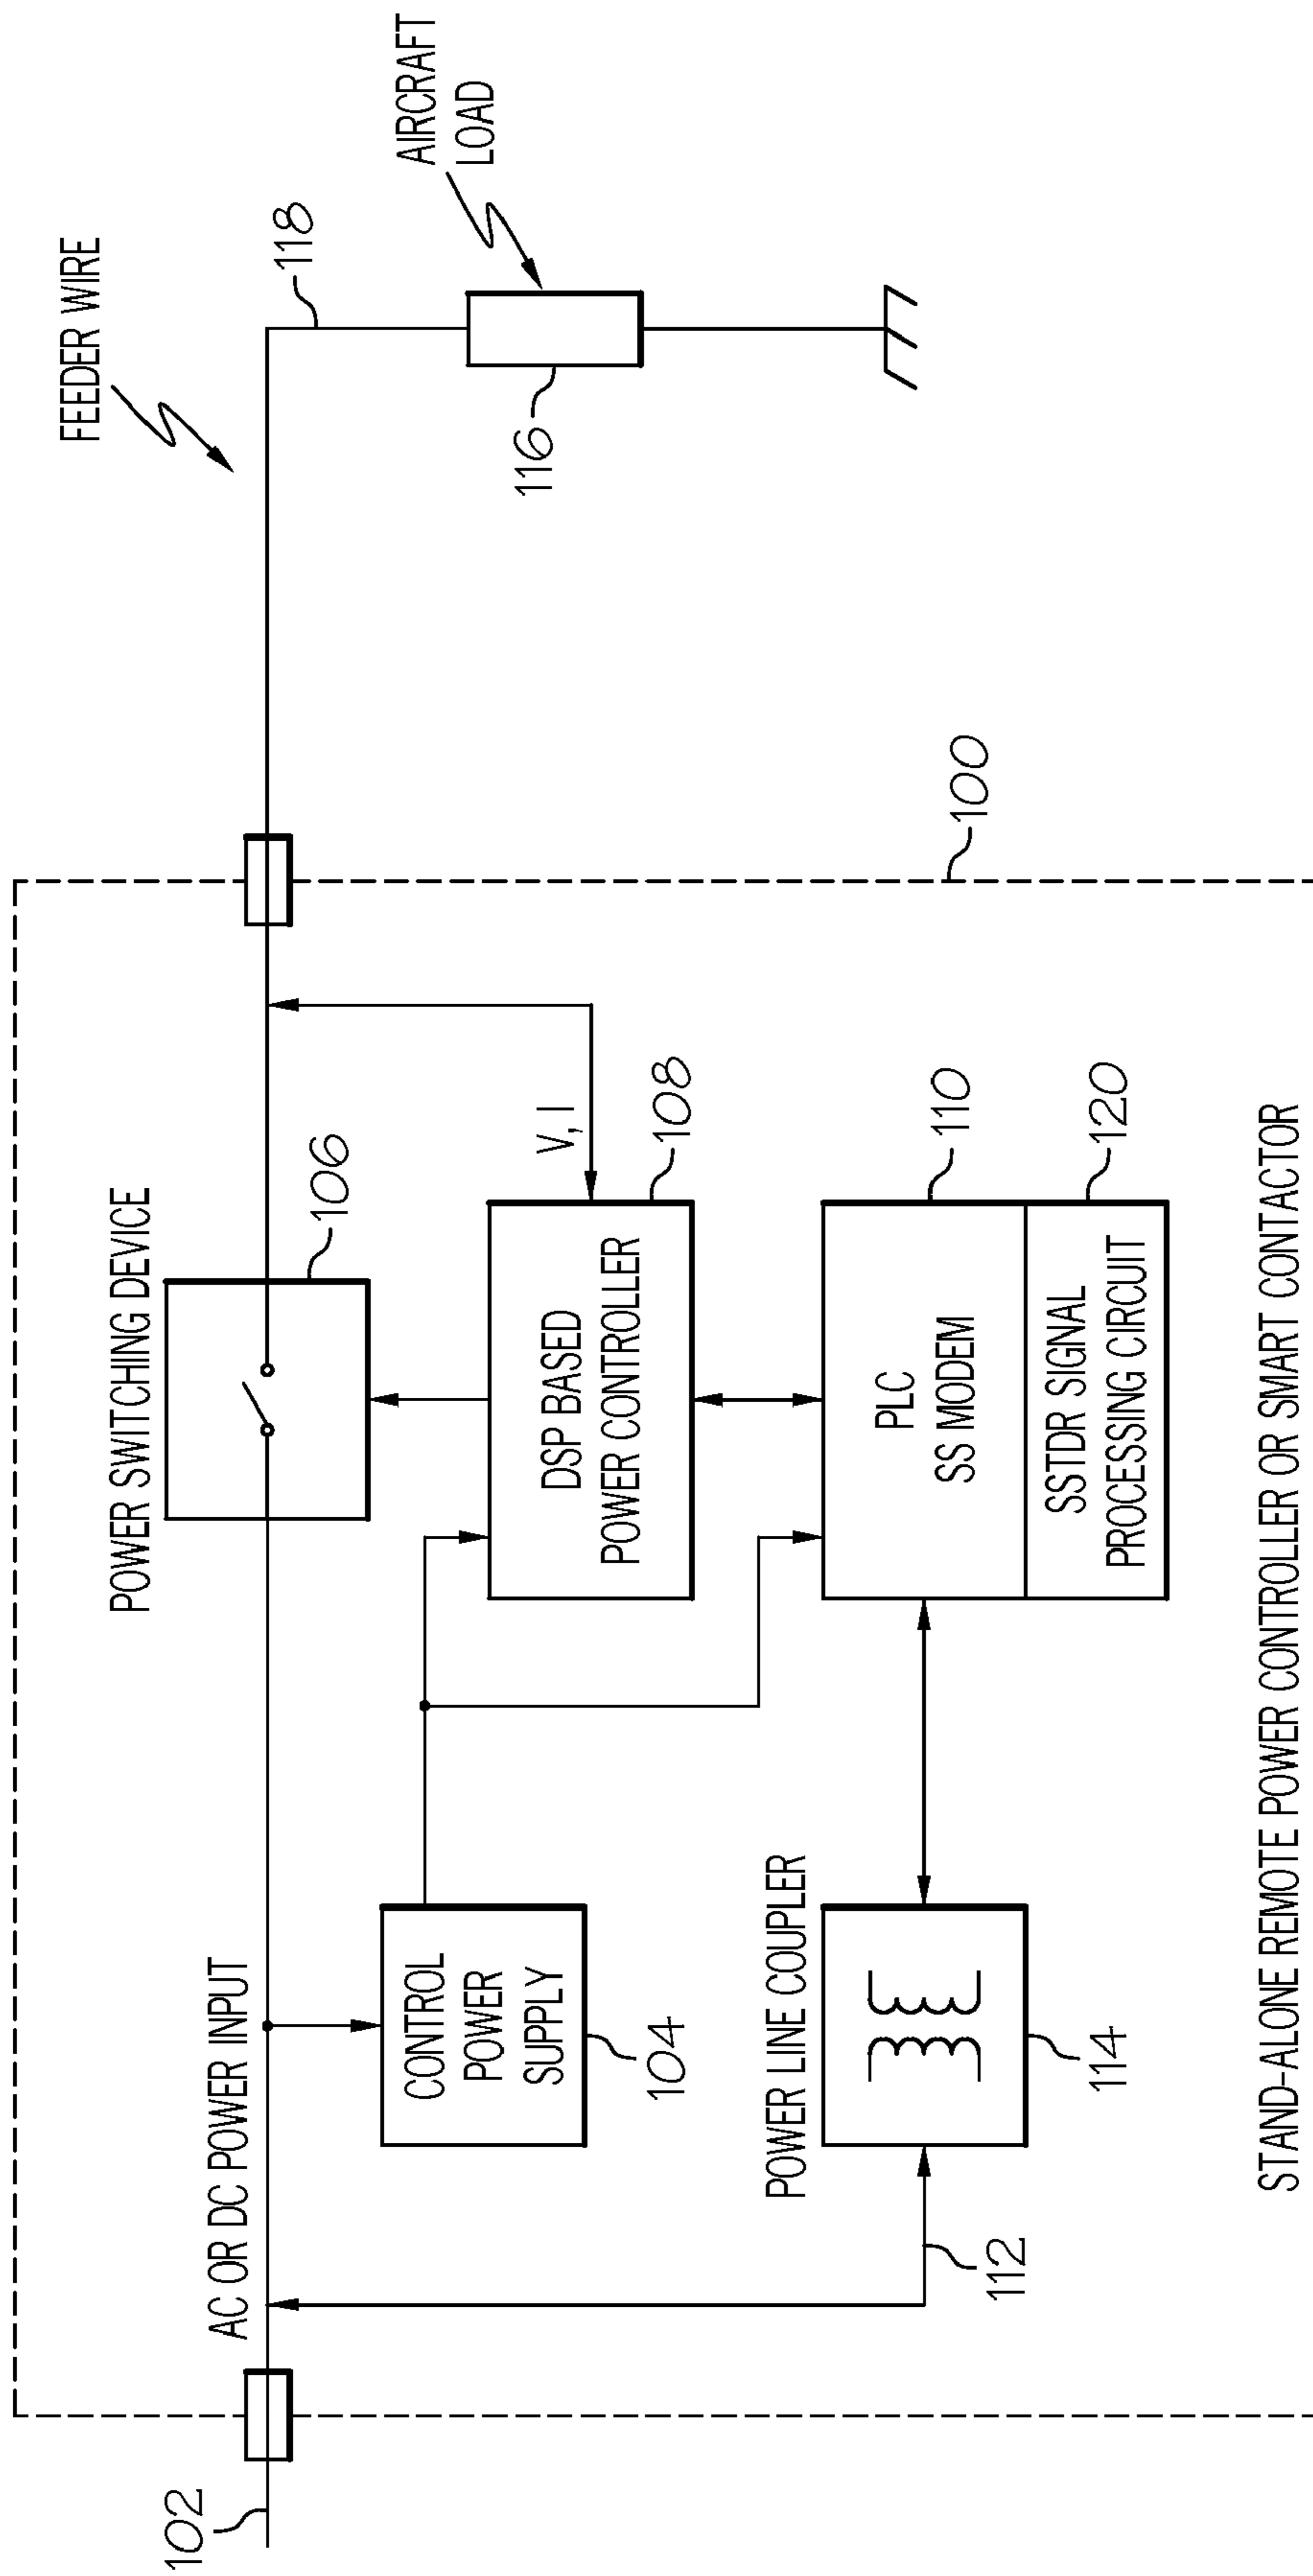 FEEDER WIRE
118
AIRCRAFT
LOAD
116
100
POWER SWITCHING DEVICE
106
V, I
DSP BASED
POWER CONTROLLER
108
PLC
SS MODEM
110
SSTDR SIGNAL
PROCESSING CIRCUIT
120
AC OR DC POWER INPUT
102
CONTROL
POWER
SUPPLY
104
POWER LINE COUPLER
114
112
STAND-ALONE REMOTE POWER CONTROLLER OR SMART CONTACTOR